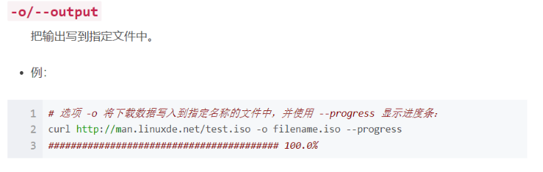 -o/--output
把输出写到指定文件中。
• 例：
1 # 选项 -o 将下载数据写入到指定名称的文件中，并使用 --progress 显示进度条：
2 curl http://man.linuxde.net/test.iso -o filename.iso --progress
3 ######################################### 100.0%